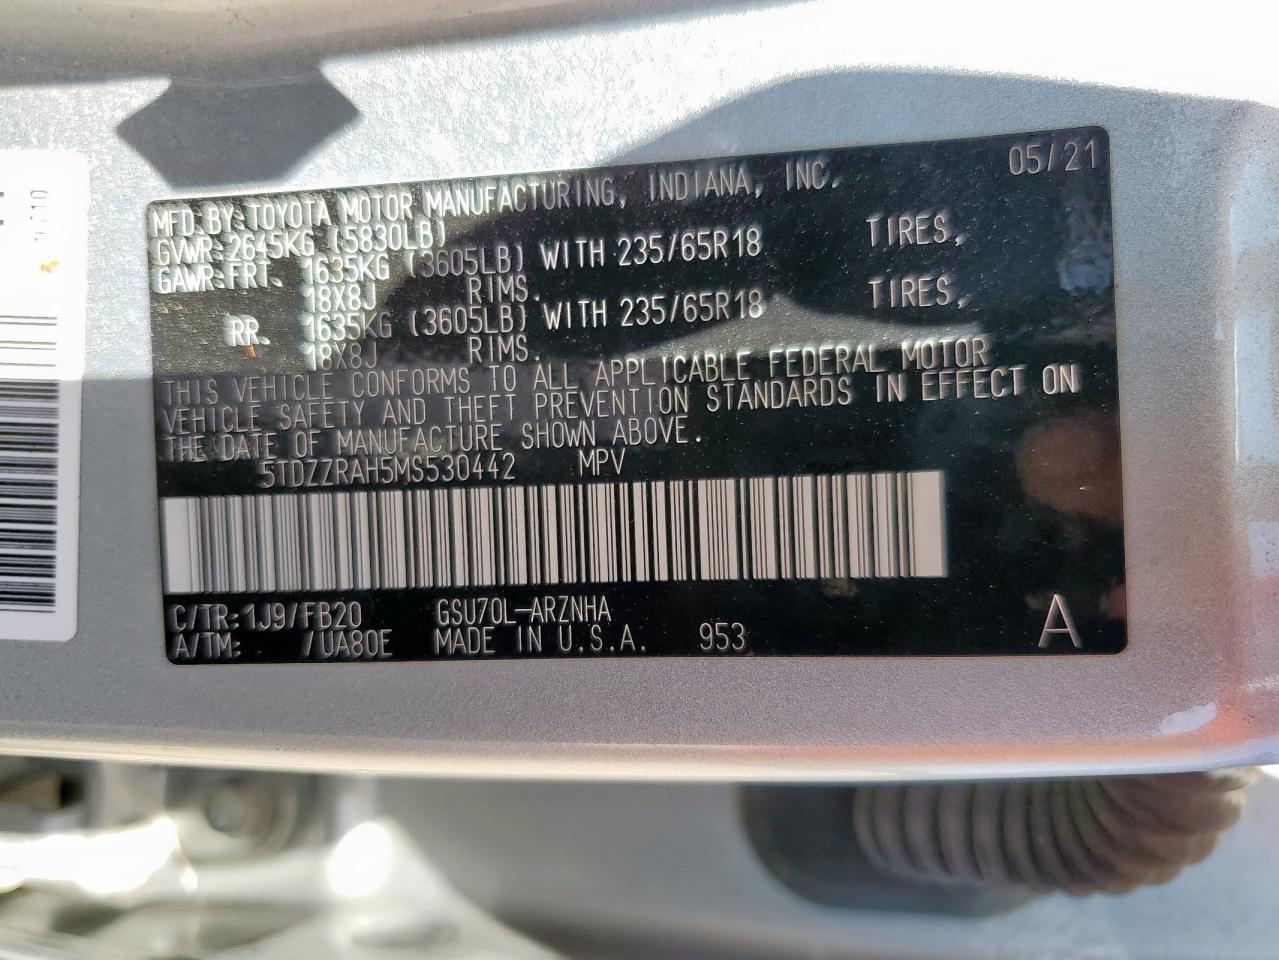 05/21
MFD.BY:TOYOTA MOTOR MANUFACTURING, INDIANA, INC.
GVWR:2645KG (5830LB)
GAWR:FRT. 1635KG (3605LB) WITH 235/65R18 TIRES,
18X8J RIMS.
RR. 1635KG (3605LB) WITH 235/65R18 TIRES,
18X8J RIMS.
THIS VEHICLE CONFORMS TO ALL APPLICABLE FEDERAL MOTOR
VEHICLE SAFETY AND THEFT PREVENTION STANDARDS IN EFFECT ON
THE DATE OF MANUFACTURE SHOWN ABOVE.
5TDZZRAH5MS530442 MPV
C/TR:1J9/FB20 GSU70L-ARZNHA
A/TM: /UA80E MADE IN U.S.A. 953 A